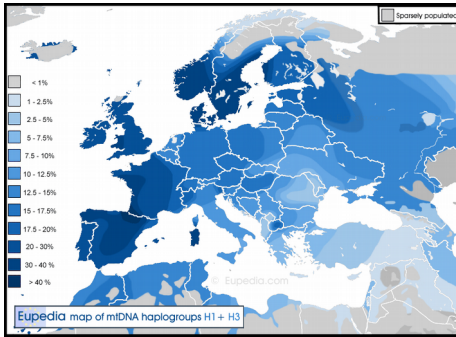 Sparsely populated
< 1%
1 - 2.5%
2.5 - 5%
5 - 7.5%
7.5 - 10%
10 - 12.5%
12.5 - 15%
15 - 17.5%
17.5 - 20%
20 - 30%
30 - 40 %
> 40 %
© Eupedia.com
Eupedia map of mtDNA haplogroups H1 + H3